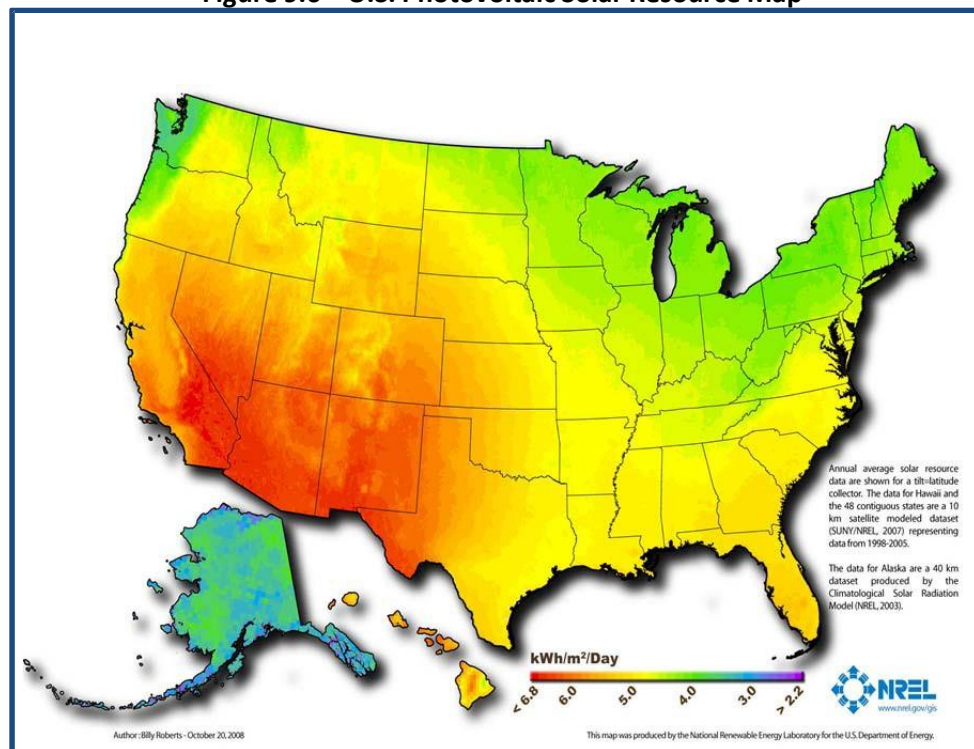 Figure 5.6 – U.S. Photovoltaic Solar Resource Map
Annual average solar resource
data are shown for a tilt=latitude
collector. The data for Hawaii and
the 48 contiguous states are a 10
km satellite modeled dataset
(SUNY/NREL, 2007) representing
data from 1998-2005.
The data for Alaska are a 40 km
dataset produced by the
Climatological Solar Radiation
Model (NREL, 2003).
kWh/m²/Day
< 6.8 6.0 5.0 4.0 3.0 > 2.2
NREL
www.nrel.gov/gis
Author : Billy Roberts - October 20, 2008
This map was produced by the National Renewable Energy Laboratory for the U.S. Department of Energy.